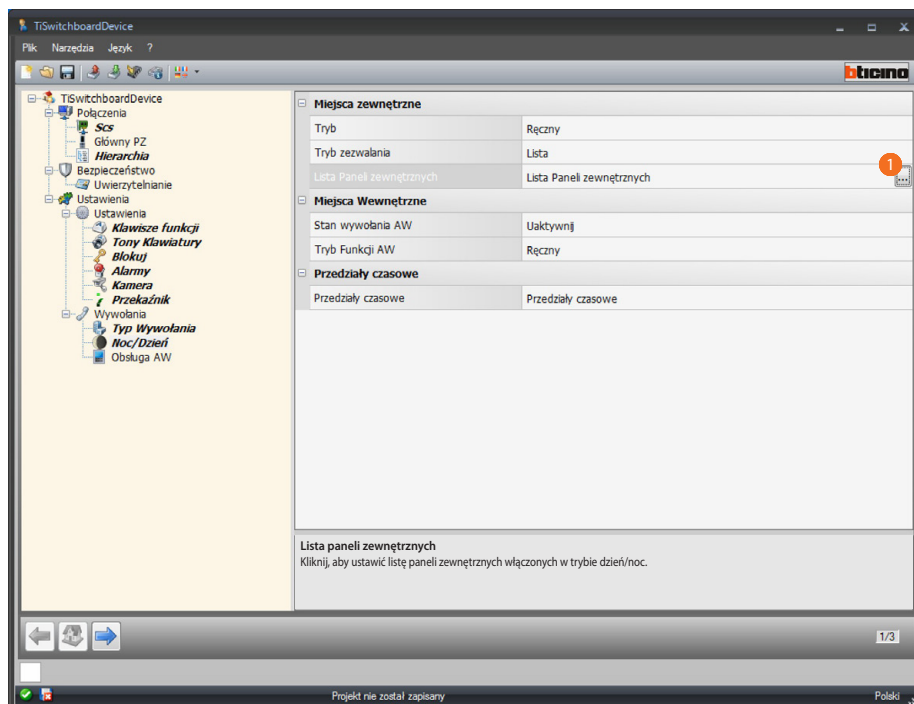 TiSwitchboardDevice
Plik Narzędzia Język ?
bticino
TiSwitchboardDevice
Połączenia
Scs
Główny PZ
Hierarchia
Bezpieczeństwo
Uwierzytelnianie
Ustawienia
Ustawienia
Klawisze funkcji
Tony Klawiatury
Blokuj
Alarmy
Kamera
Przekaźnik
Wywołania
Typ Wywołania
Noc/Dzień
Obsługa AW
Miejsca zewnętrzne
Tryb Ręczny
Tryb zezwalania Lista
Lista Paneli zewnętrznych Lista Paneli zewnętrznych 1 ...
Miejsca Wewnętrzne
Stan wywołania AW Uaktywnij
Tryb Funkcji AW Ręczny
Przedziały czasowe
Przedziały czasowe Przedziały czasowe
Lista paneli zewnętrznych
Kliknij, aby ustawić listę paneli zewnętrznych włączonych w trybie dzień/noc.
1/3
Projekt nie został zapisany Polski